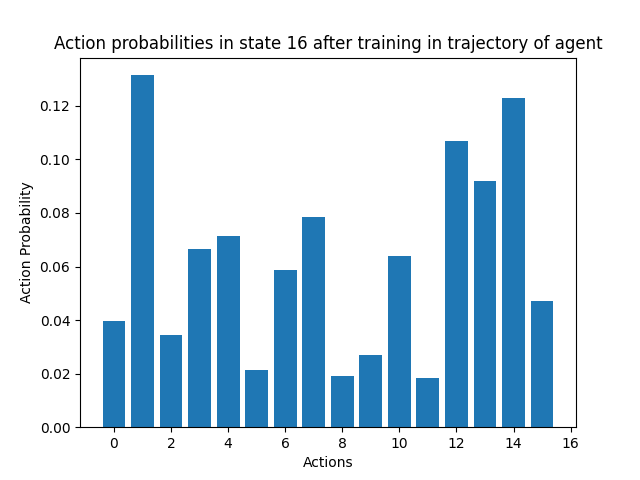 Action probabilities in state 16 after training in trajectory of agent
0.12
0.10
0.08
0.06
0.04
0.02
0.00
Action Probability
0 2 4 6 8 10 12 14 16
Actions